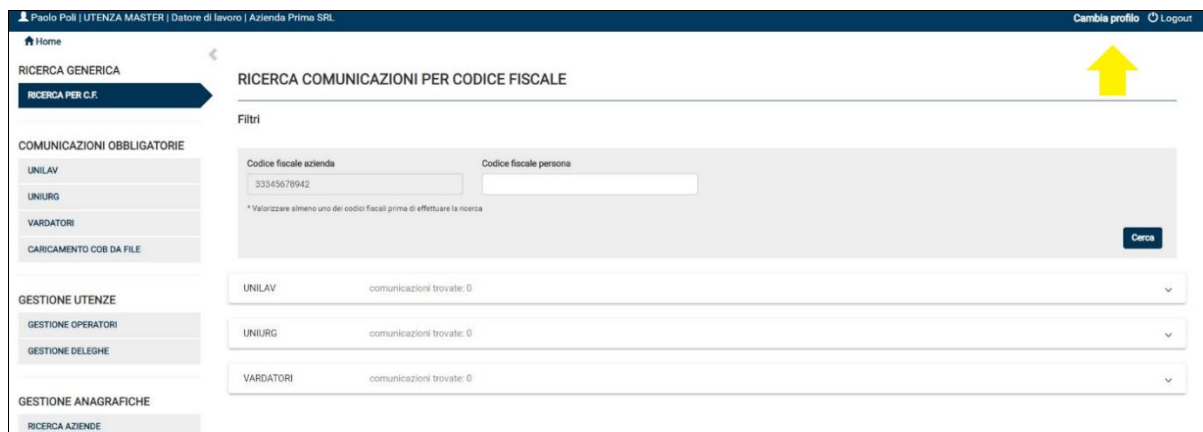 Paolo Poli | UTENZA MASTER | Datore di lavoro | Azienda Prima SRL
Cambia profilo Logout
Home
RICERCA GENERICA
RICERCA PER C.F.
COMUNICAZIONI OBBLIGATORIE
UNILAV
UNIURG
VARDATORI
CARICAMENTO COB DA FILE
GESTIONE UTENZE
GESTIONE OPERATORI
GESTIONE DELEGHE
GESTIONE ANAGRAFICHE
RICERCA AZIENDE
RICERCA COMUNICAZIONI PER CODICE FISCALE
Filtri
Codice fiscale azienda Codice fiscale persona
33345678942
* Valorizzare almeno uno dei codici fiscali prima di effettuare la ricerca
Cerca
UNILAV comunicazioni trovate: 0
UNIURG comunicazioni trovate: 0
VARDATORI comunicazioni trovate: 0